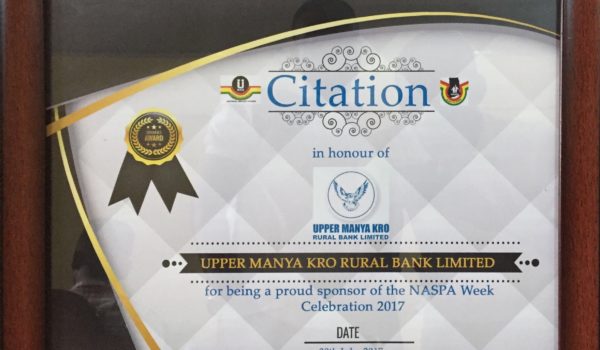 Citation
AWARD
in honour of
UPPER MANYA KRO
RURAL BANK LIMITED
UPPER MANYA KRO RURAL BANK LIMITED
for being a proud sponsor of the NASPA Week
Celebration 2017
DATE